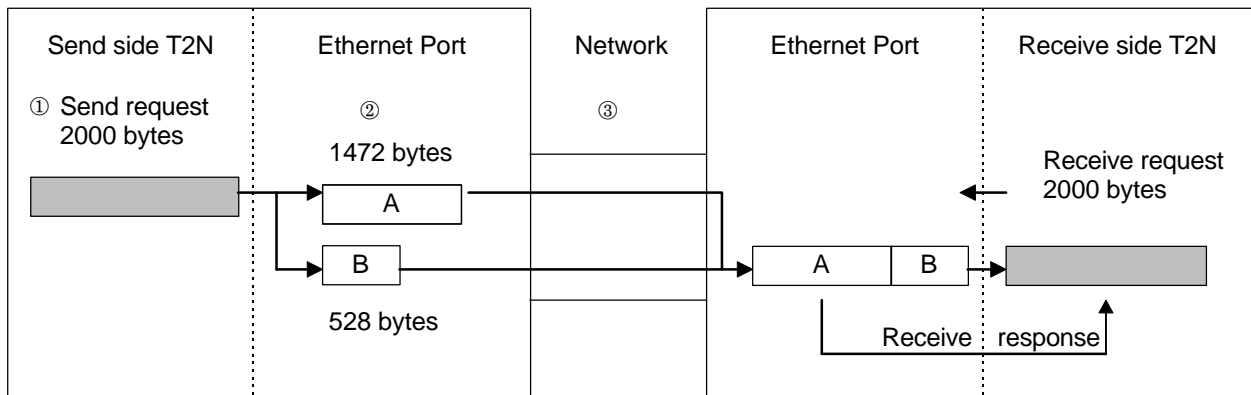 Send side T2N
Ethernet Port
Network
Ethernet Port
Receive side T2N
① Send request
2000 bytes
②
1472 bytes
A
B
528 bytes
③
A
B
Receive request
2000 bytes
Receive response